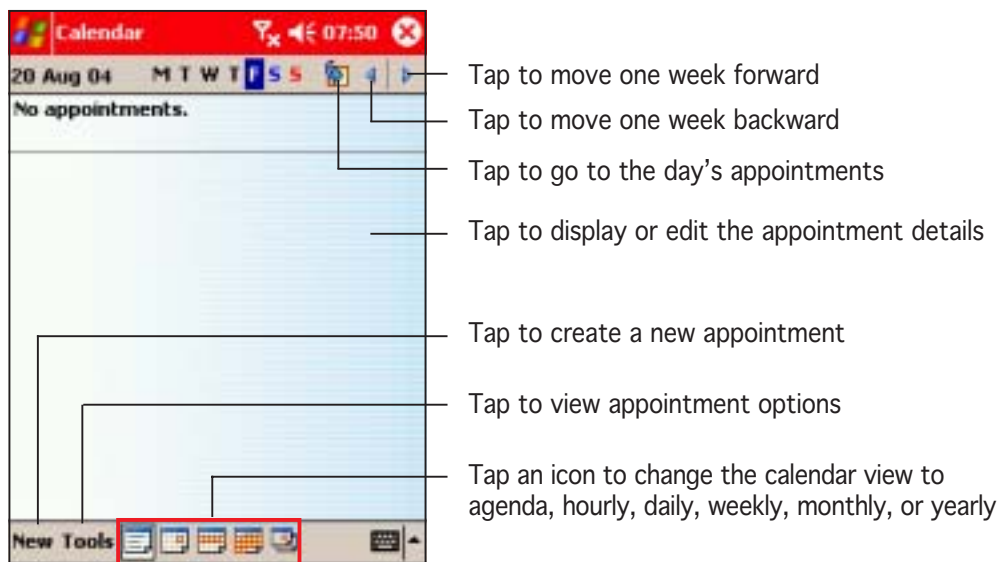 Calendar 07:50
20 Aug 04 M T W T F S S
No appointments.
Tap to move one week forward
Tap to move one week backward
Tap to go to the day's appointments
Tap to display or edit the appointment details
Tap to create a new appointment
Tap to view appointment options
Tap an icon to change the calendar view to
agenda, hourly, daily, weekly, monthly, or yearly
New Tools